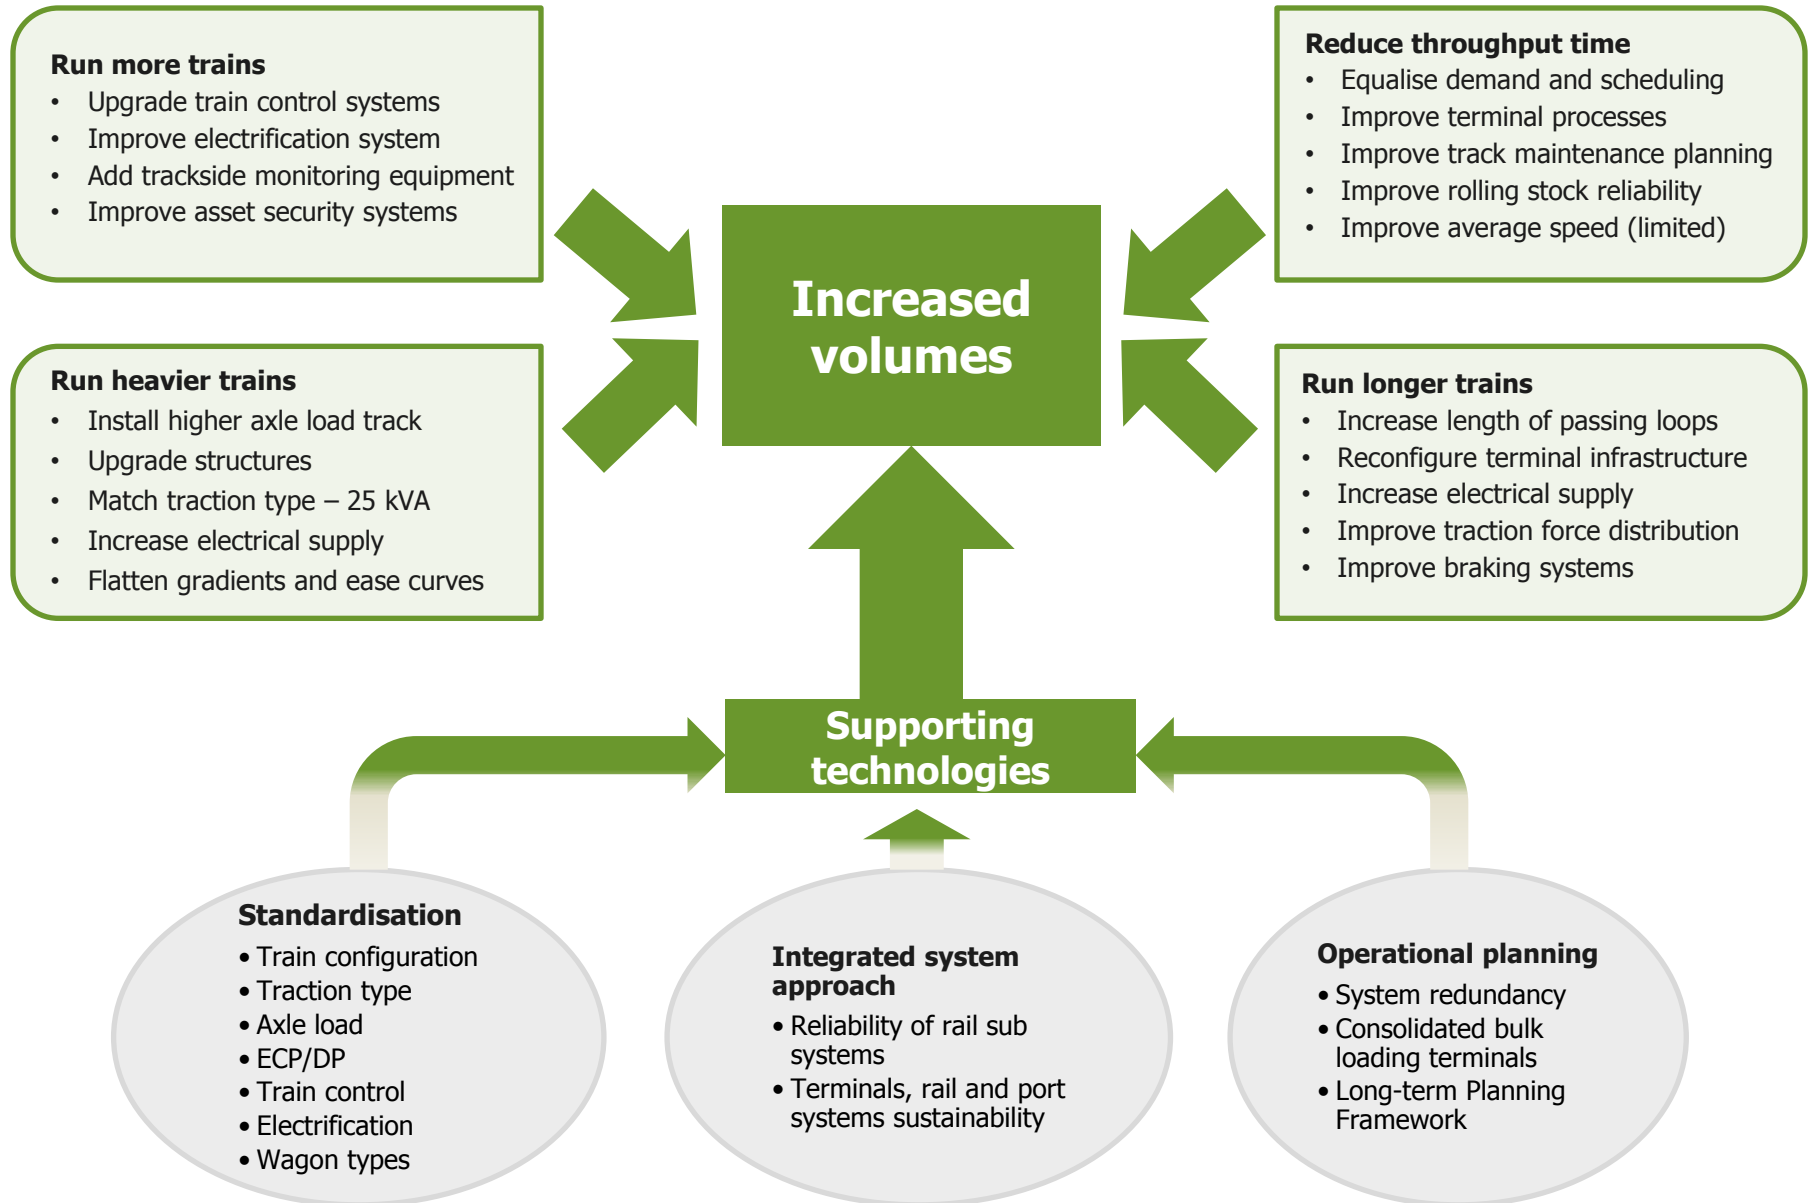 Run more trains
• Upgrade train control systems
• Improve electrification system
• Add trackside monitoring equipment
• Improve asset security systems
Reduce throughput time
• Equalise demand and scheduling
• Improve terminal processes
• Improve track maintenance planning
• Improve rolling stock reliability
• Improve average speed (limited)
Increased
volumes
Run heavier trains
• Install higher axle load track
• Upgrade structures
• Match traction type – 25 kVA
• Increase electrical supply
• Flatten gradients and ease curves
Run longer trains
• Increase length of passing loops
• Reconfigure terminal infrastructure
• Increase electrical supply
• Improve traction force distribution
• Improve braking systems
Supporting
technologies
Standardisation
• Train configuration
• Traction type
• Axle load
• ECP/DP
• Train control
• Electrification
• Wagon types
Integrated system
approach
• Reliability of rail sub
systems
• Terminals, rail and port
systems sustainability
Operational planning
• System redundancy
• Consolidated bulk
loading terminals
• Long-term Planning
Framework